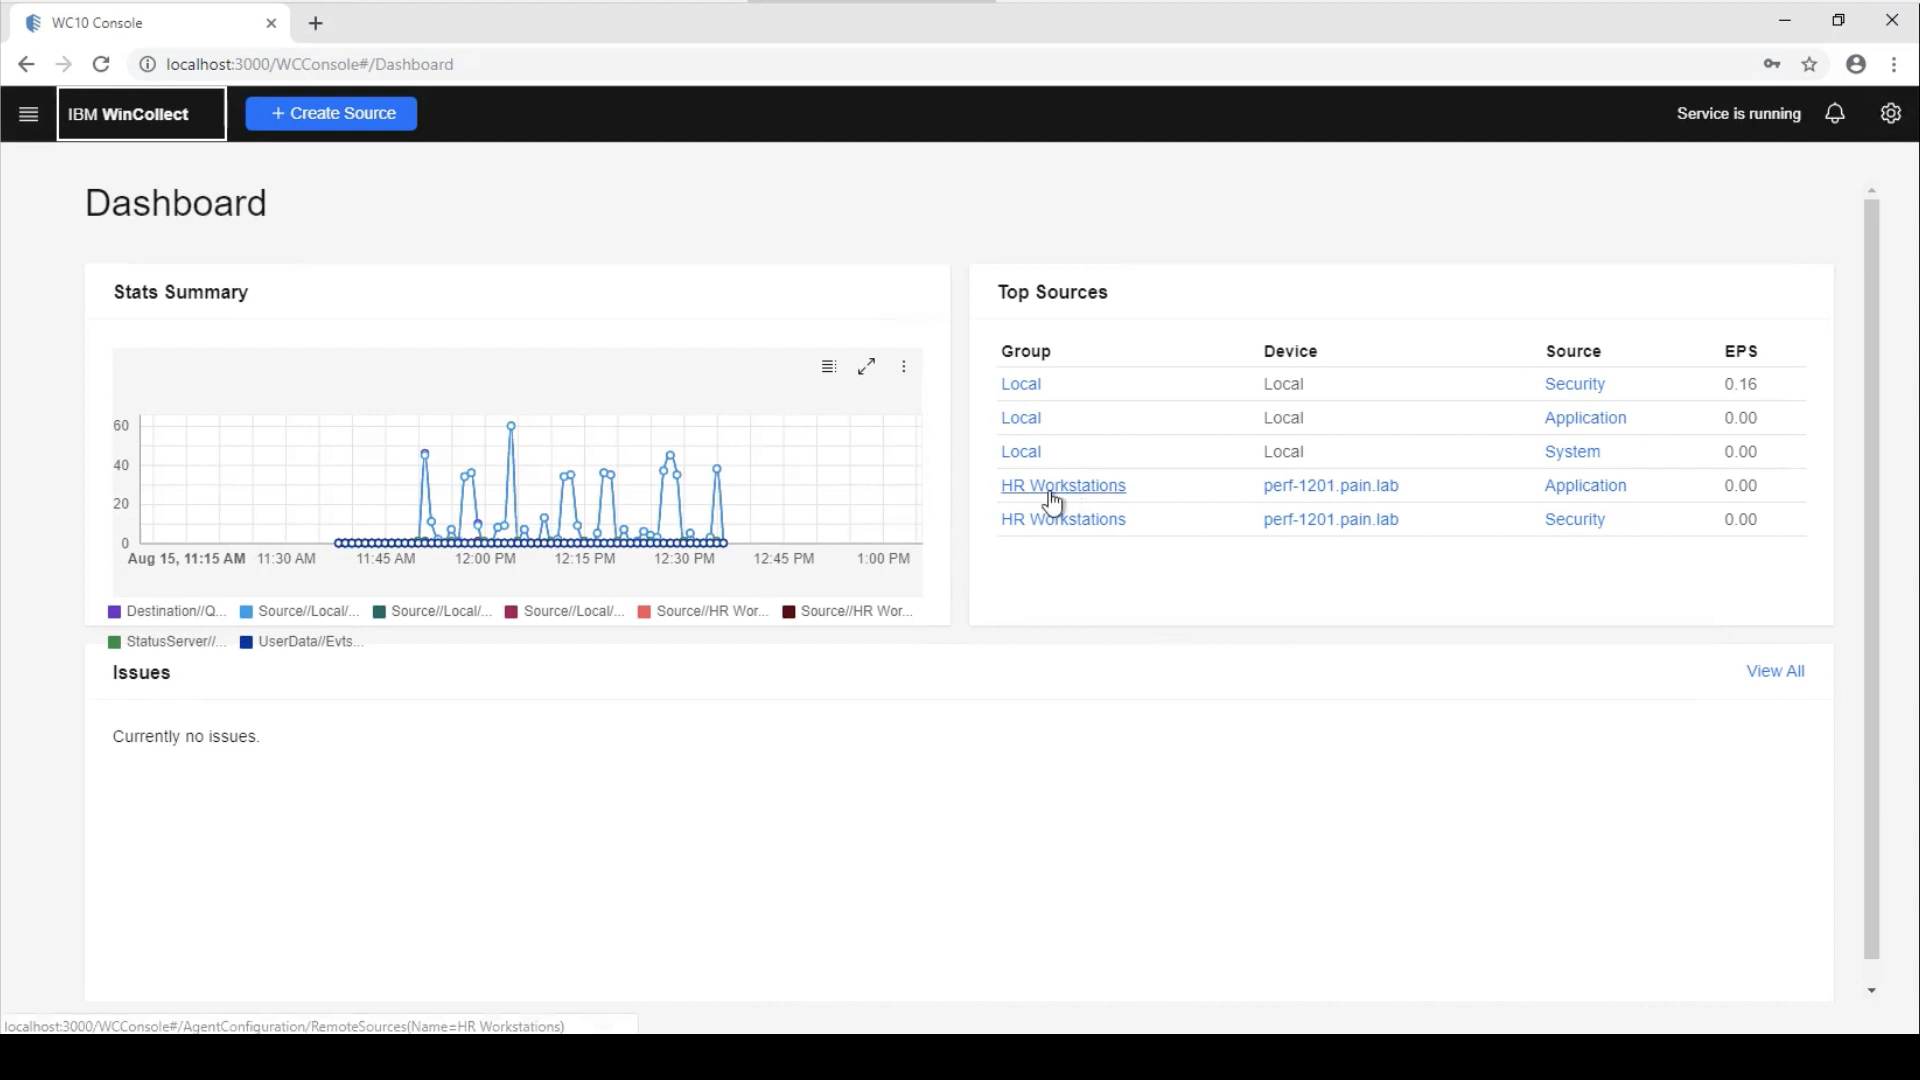 WC10 Console
localhost:3000/WCConsole#/Dashboard
IBM WinCollect
+ Create Source
Service is running
Dashboard
Stats Summary
60
40
20
0
Aug 15, 11:15 AM 11:30 AM 11:45 AM 12:00 PM 12:15 PM 12:30 PM 12:45 PM 1:00 PM
Destination//Q... Source//Local/... Source//Local/... Source//Local/... Source//HR Wor... Source//HR Wor...
StatusServer//... UserData//Evts...
Top Sources
Group Device Source EPS
Local Local Security 0.16
Local Local Application 0.00
Local Local System 0.00
HR Workstations perf-1201.pain.lab Application 0.00
HR Workstations perf-1201.pain.lab Security 0.00
Issues
View All
Currently no issues.
localhost:3000/WCConsole#/AgentConfiguration/RemoteSources(Name=HR Workstations)